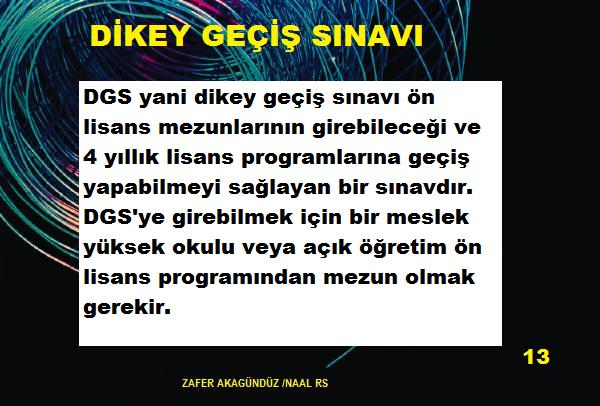 DİKEY GEÇİŞ SINAVI
DGS yani dikey geçiş sınavı ön
lisans mezunlarının girebileceği ve
4 yıllık lisans programlarına geçiş
yapabilmeyi sağlayan bir sınavdır.
DGS'ye girebilmek için bir meslek
yüksek okulu veya açık öğretim ön
lisans programından mezun olmak
gerekir.
13
ZAFER AKAGÜNDÜZ /NAAL RS